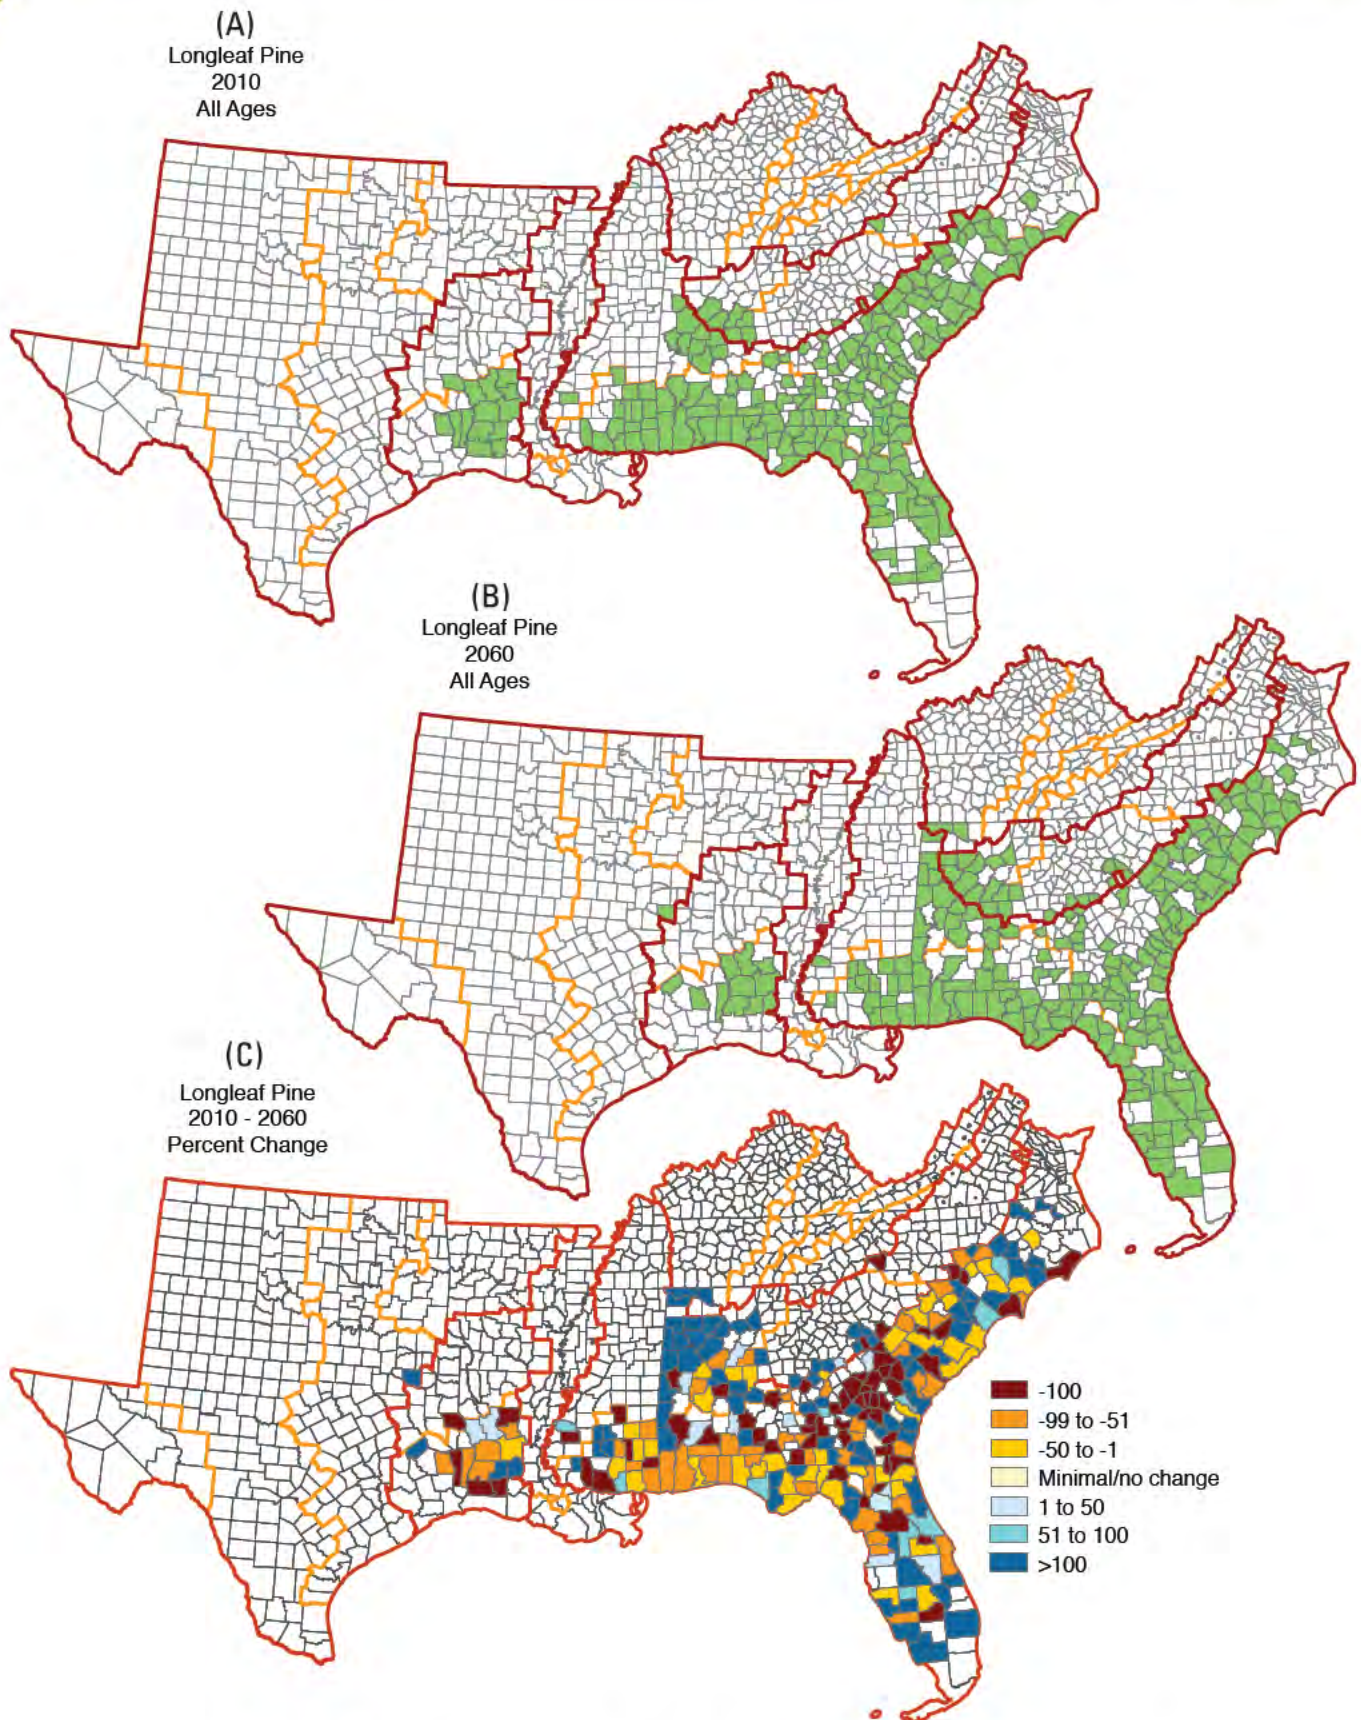 (A)
Longleaf Pine
2010
All Ages
(B)
Longleaf Pine
2060
All Ages
(C)
Longleaf Pine
2010 - 2060
Percent Change
-100
-99 to -51
-50 to -1
Minimal/no change
1 to 50
51 to 100
>100